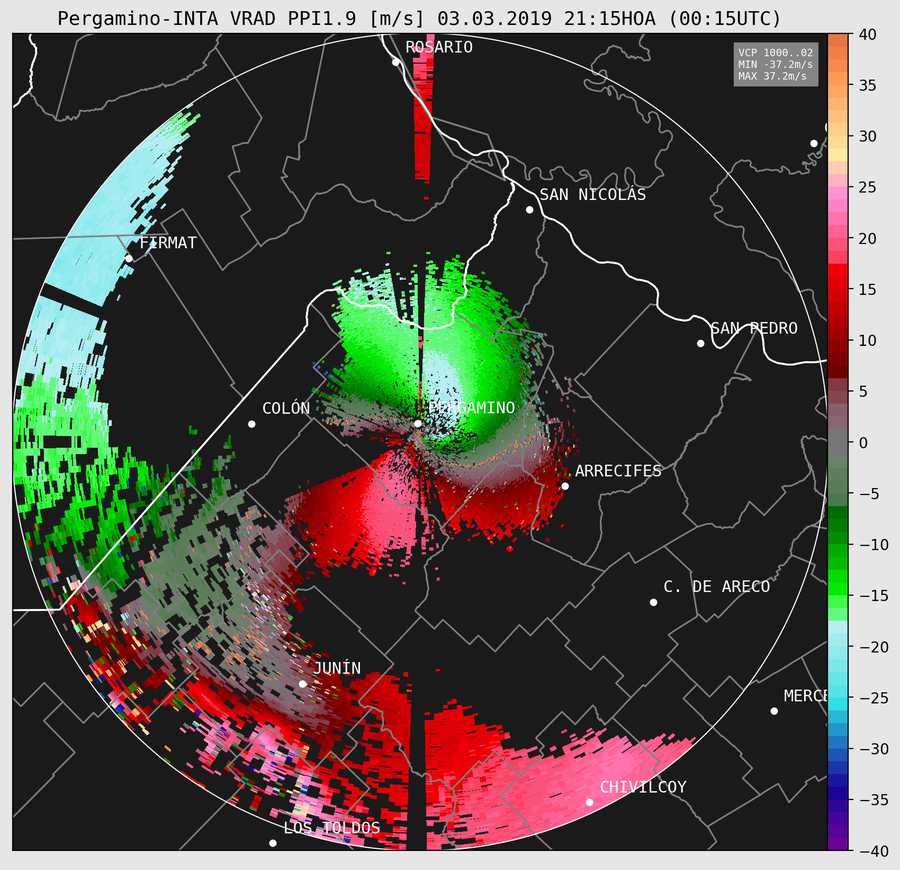 Pergamino-INTA VRAD PPI1.9 [m/s] 03.03.2019 21:15HOA (00:15UTC)
VCP 1000..02
MIN -37.2m/s
MAX 37.2m/s
ROSARIO
SAN NICOLÁS
FIRMAT
SAN PEDRO
COLÓN
PERGAMINO
ARRECIFES
C. DE ARECO
JUNÍN
MERCE
CHIVILCOY
LOS TOLDOS
40
35
30
25
20
15
10
5
0
−5
−10
−15
−20
−25
−30
−35
−40